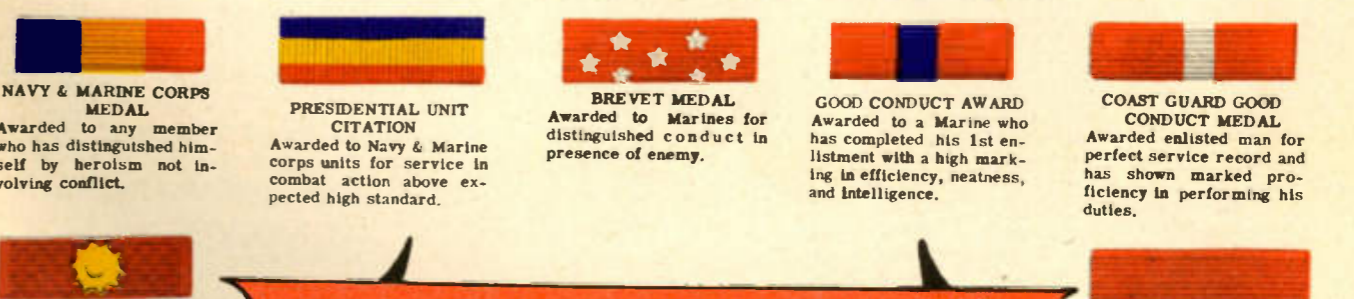 NAVY & MARINE CORPS
MEDAL
Awarded to any member
who has distinguished him-
self by heroism not in-
volving conflict.
PRESIDENTIAL UNIT
CITATION
Awarded to Navy & Marine
corps units for service in
combat action above ex-
pected high standard.
BREVET MEDAL
Awarded to Marines for
distinguished conduct in
presence of enemy.
GOOD CONDUCT AWARD
Awarded to a Marine who
has completed his 1st en-
listment with a high mark-
ing in efficiency, neatness,
and intelligence.
COAST GUARD GOOD
CONDUCT MEDAL
Awarded enlisted man for
perfect service record and
has shown marked pro-
ficiency in performing his
duties.